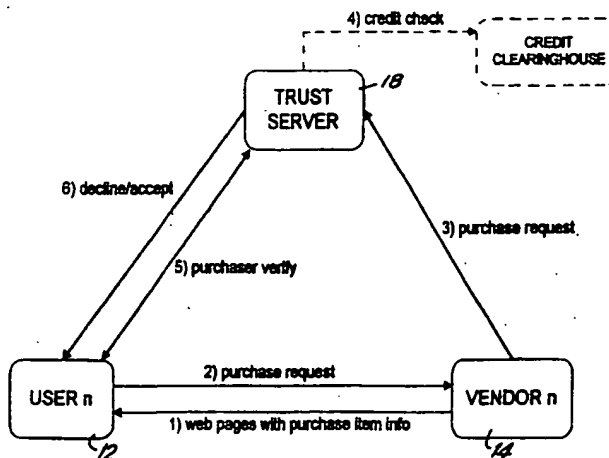 4) credit check
CREDIT
CLEARINGHOUSE
TRUST
SERVER
18
6) decline/accept
3) purchase request
5) purchaser verify
USER n
2) purchase request
VENDOR n
1) web pages with purchase item info
12
14